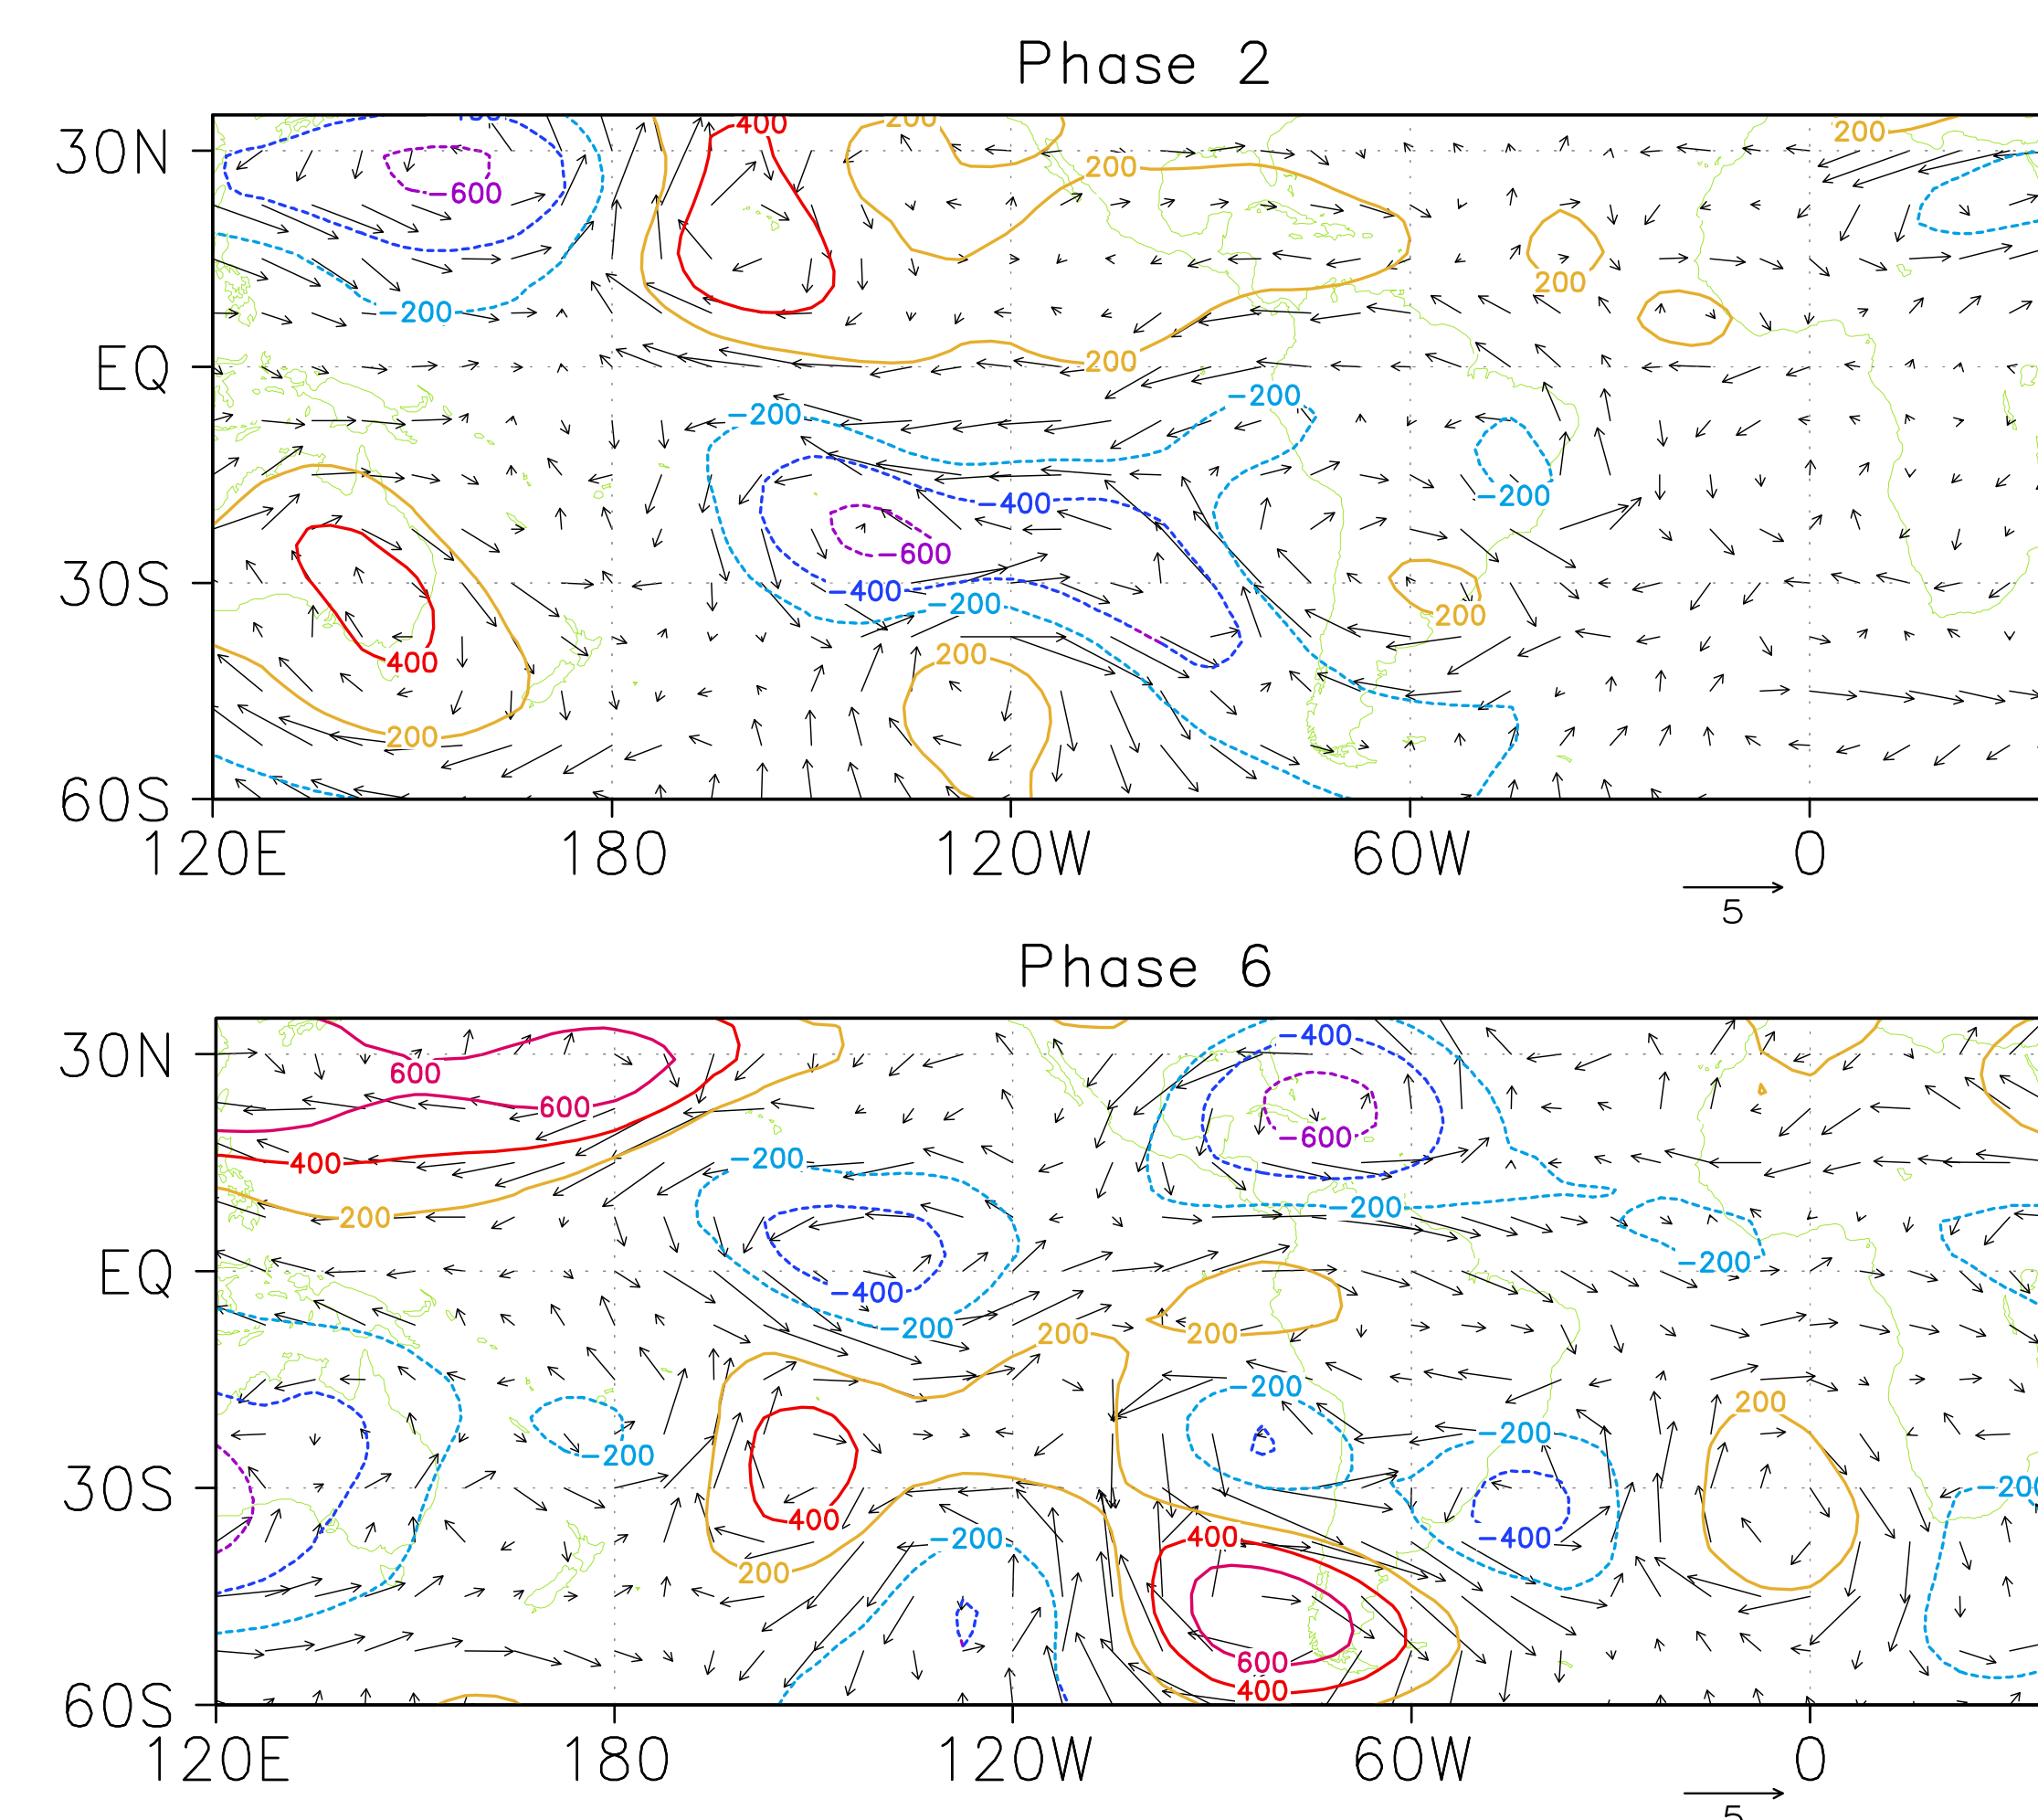 Phase 2
400 200 200
30N 200
-600
200
-200
EQ 200
-200 -200
-400 -200
-600
30S -400 -200 200
400 200
200
60S
120E 180 120W 60W 0
5
Phase 6
-400
30N 600
600 -600
400 -200
200 -200
EQ -200
-400
-200 200 200
-200 200
-200 -200
30S -200
400 -200 400 -400
200
600
60S 400
120E 180 120W 60W 0
5